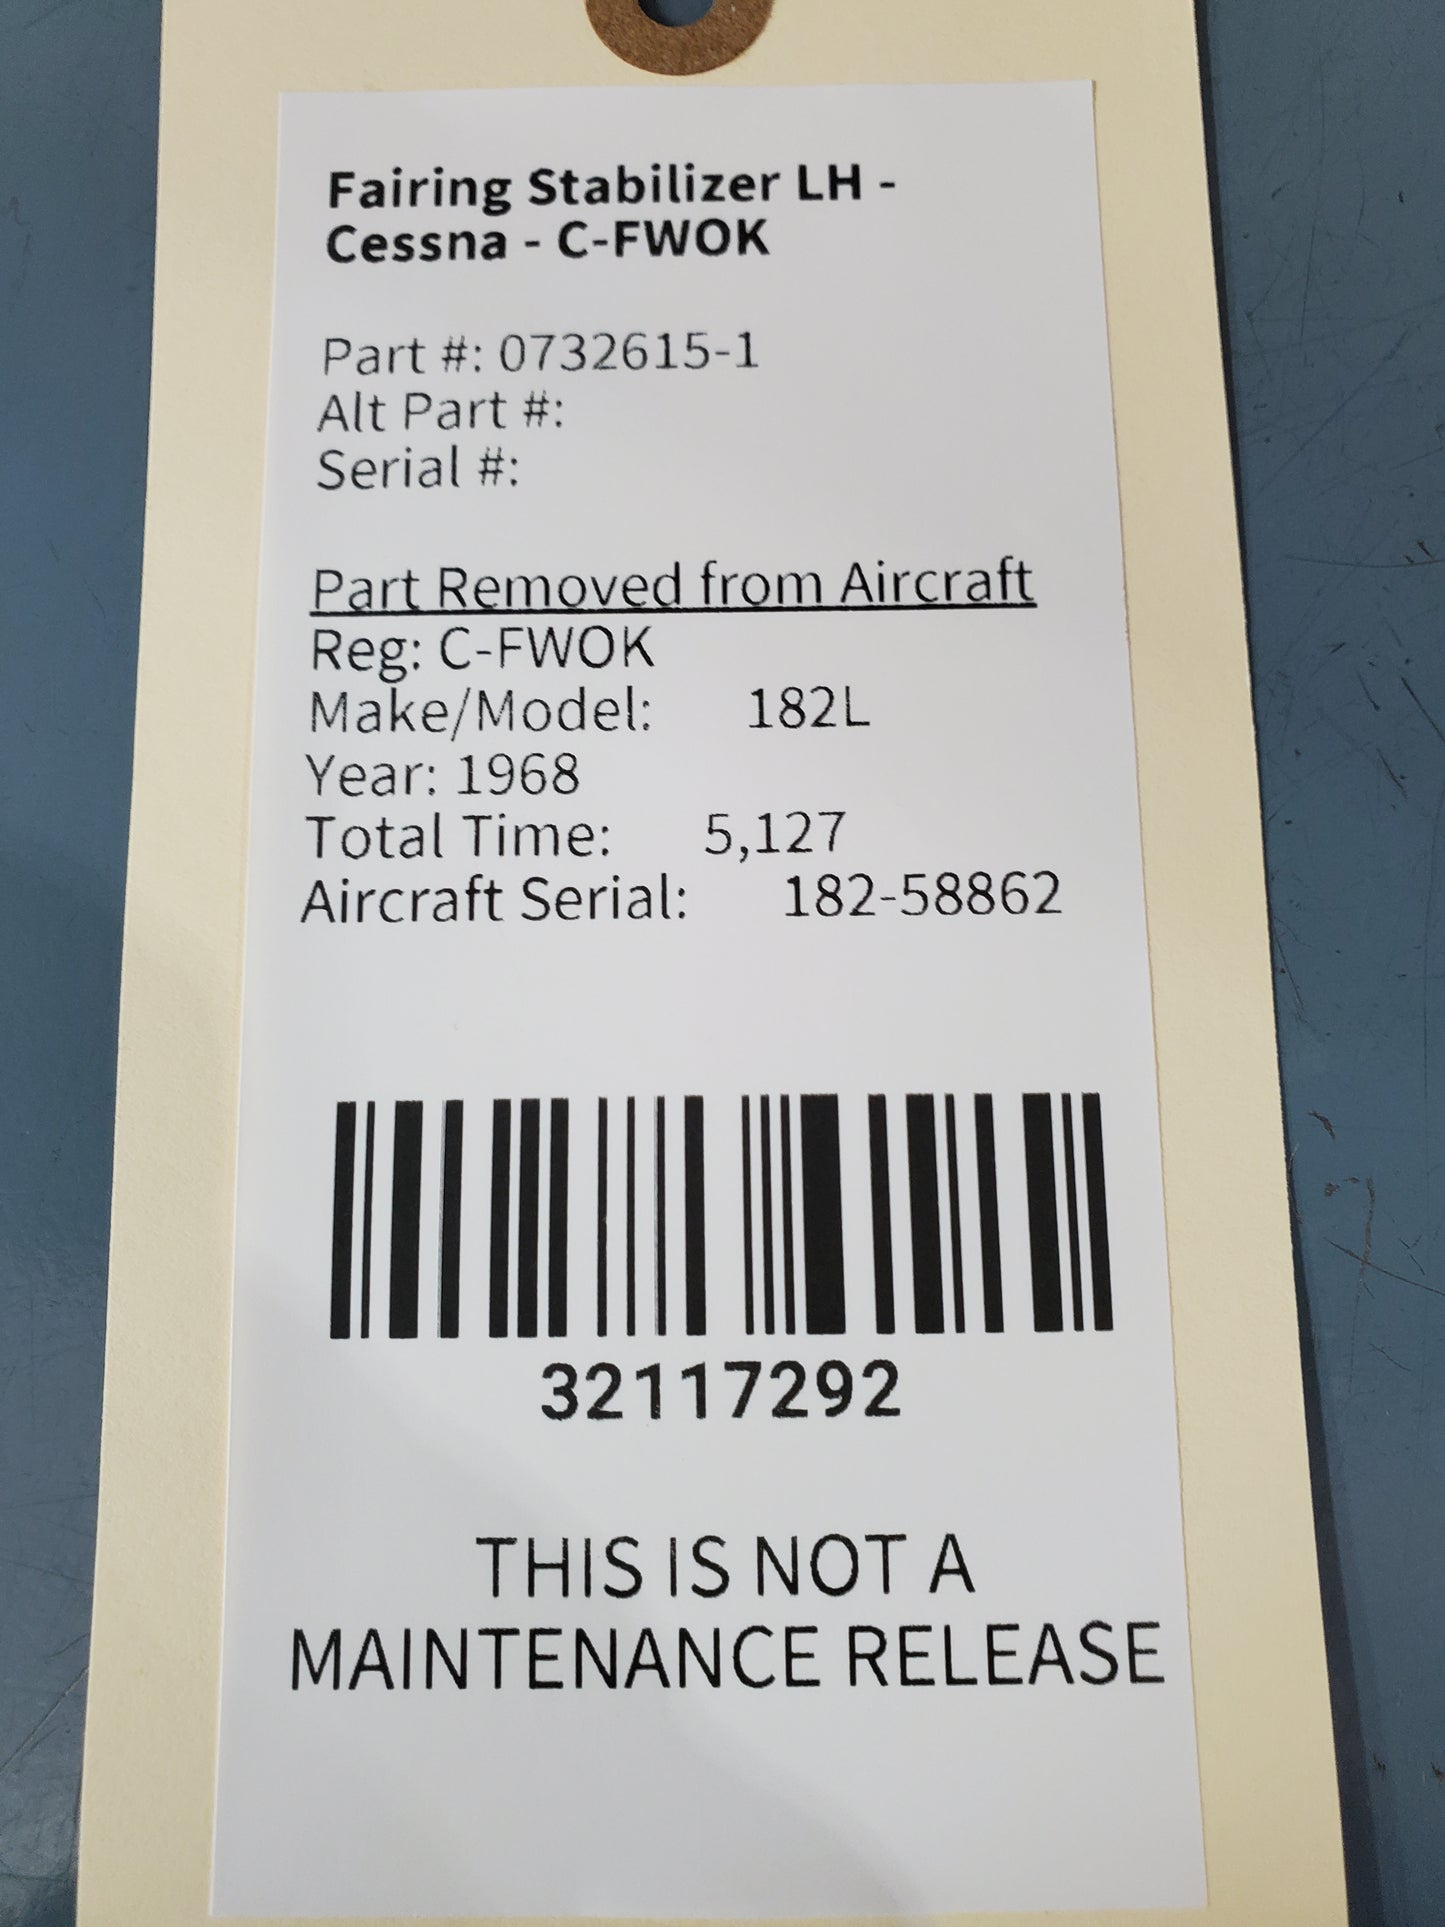 Fairing Stabilizer LH -
Cessna - C-FWOK
Part #: 0732615-1
Alt Part #:
Serial #:
Part Removed from Aircraft
Reg: C-FWOK
Make/Model: 182L
Year: 1968
Total Time: 5,127
Aircraft Serial: 182-58862
32117292
THIS IS NOT A
MAINTENANCE RELEASE